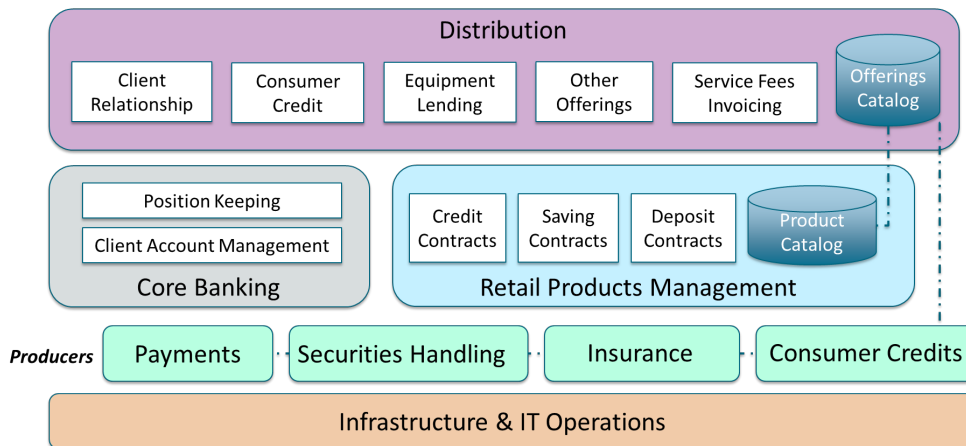 Distribution
Client
Relationship
Consumer
Credit
Equipment
Lending
Other
Offerings
Service Fees
Invoicing
Offerings
Catalog
Position Keeping
Client Account Management
Core Banking
Credit
Contracts
Saving
Contracts
Deposit
Contracts
Product
Catalog
Retail Products Management
Producers
Payments
Securities Handling
Insurance
Consumer Credits
Infrastructure & IT Operations